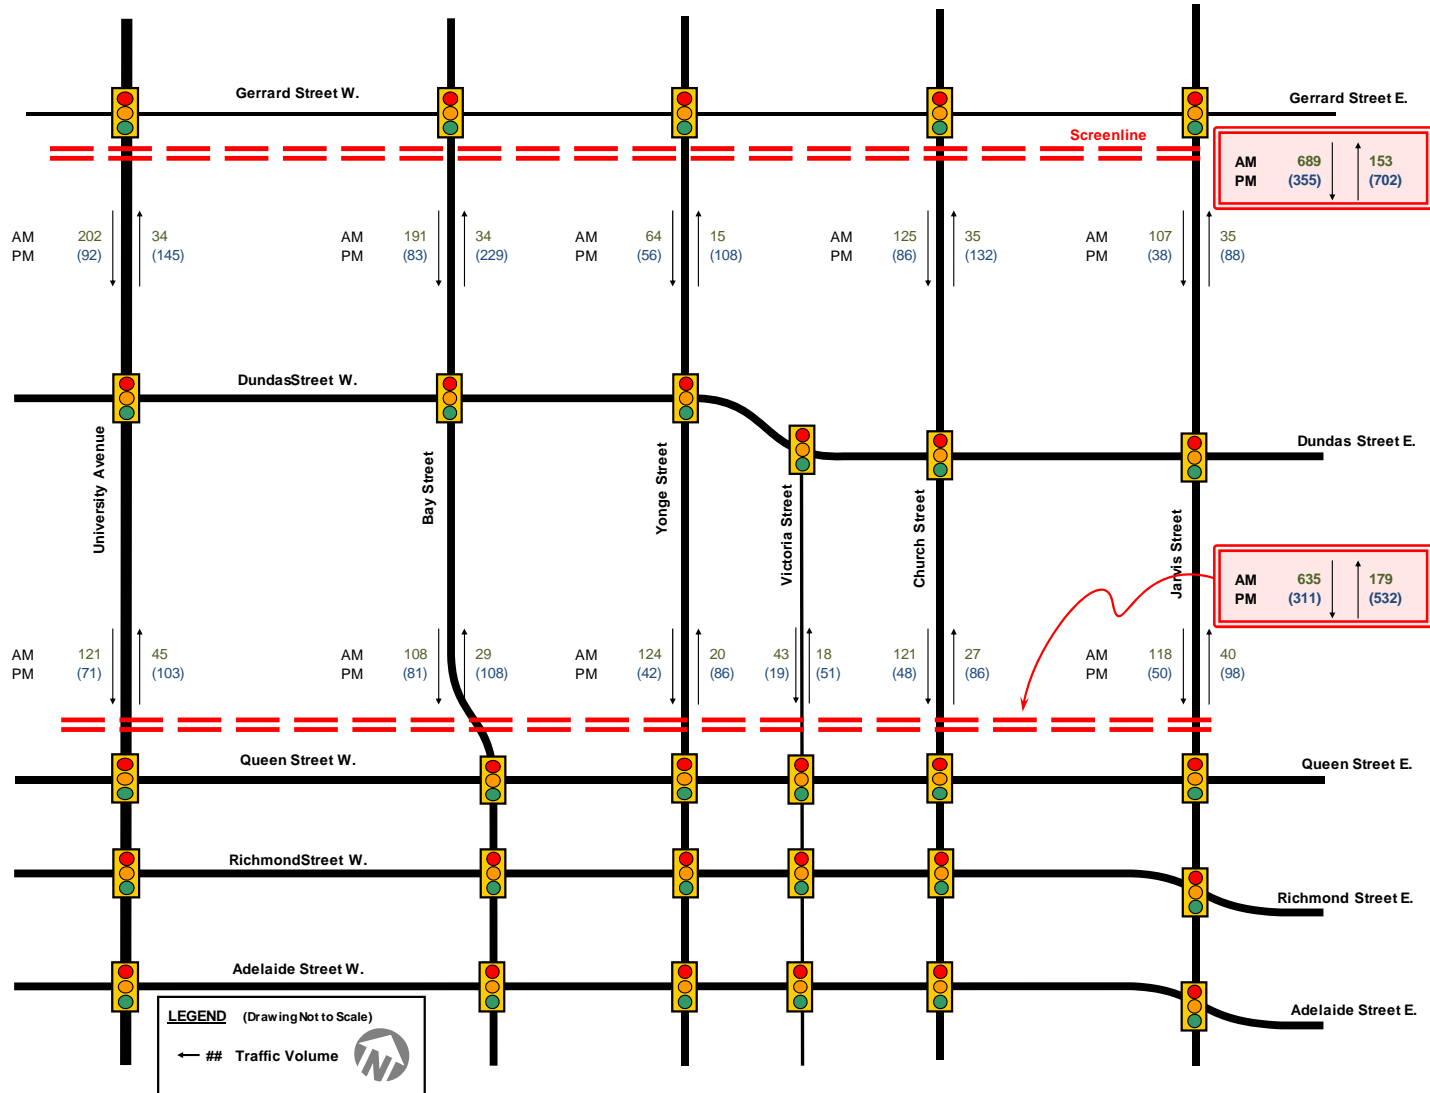 Gerrard Street W.
Gerrard Street E.
Screenline
AM 689 153
PM (355) (702)
AM 202 34 AM 191 34 AM 64 15 AM 125 35 AM 107 35
PM (92) (145) PM (83) (229) PM (56) (108) PM (86) (132) PM (38) (88)
DundasStreet W.
Dundas Street E.
University Avenue
Bay Street
Yonge Street
Victoria Street
Church Street
Jarvis Street
AM 635 179
PM (311) (532)
AM 121 45 AM 108 29 AM 124 20 43 18 121 27 AM 118 40
PM (71) (103) PM (81) (108) PM (42) (86) (19) (51) (48) (86) PM (50) (98)
Queen Street W.
Queen Street E.
RichmondStreet W.
Richmond Street E.
Adelaide Street W.
Adelaide Street E.
LEGEND (Drawing Not to Scale)
## Traffic Volume
N